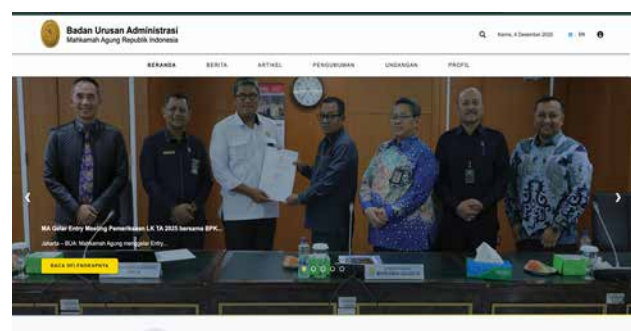 Badan Urusan Administrasi
Mahkamah Agung Republik Indonesia
Kamis, 4 Desember 2025
EN
BERANDA BERITA ARTIKEL PENGUMUMAN UNDANGAN PROFIL
MA Gelar Entry Meeting Pemeriksaan LK TA 2025 bersama BPK...
Jakarta – BUA: Mahkamah Agung menggelar Entry...
BACA SELENGKAPNYA